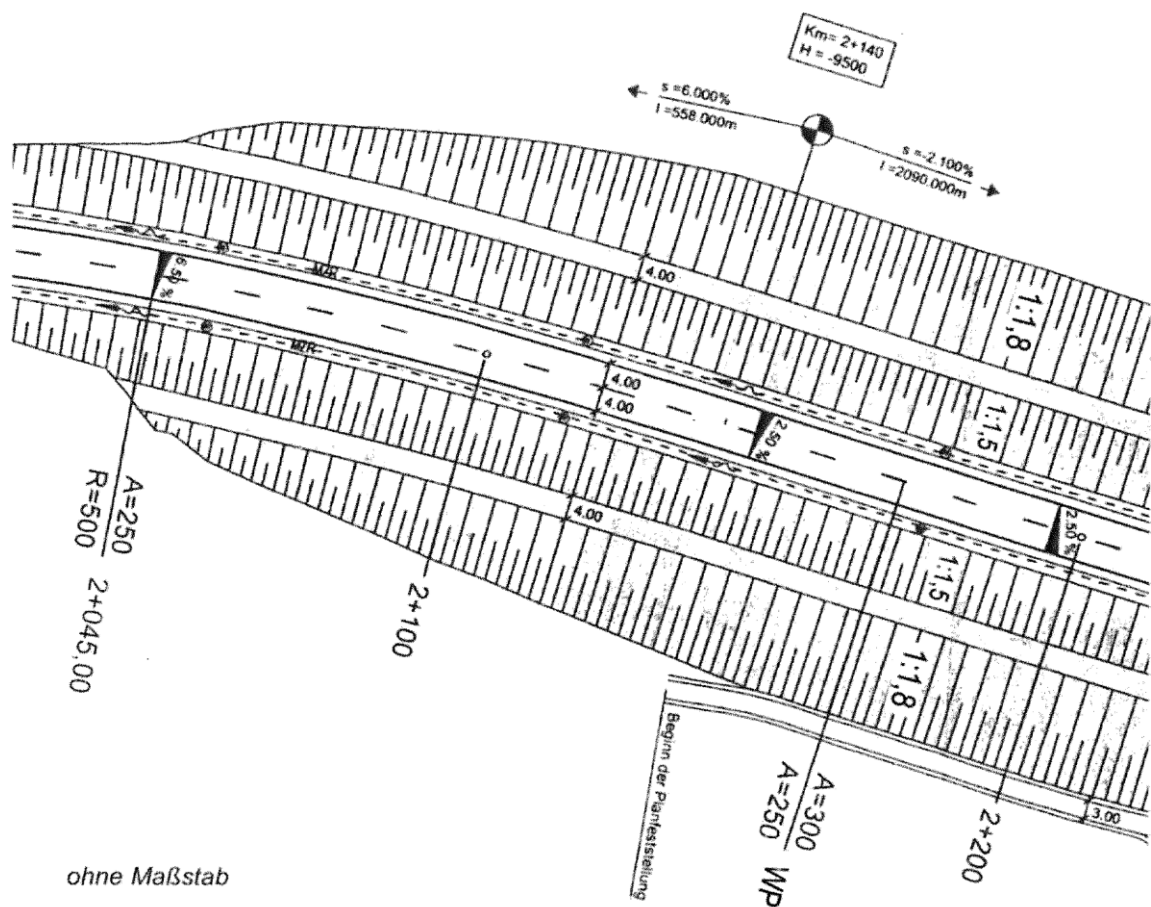 Km= 2+140
H = -9500
s =6.000%
l =558.000m
s =-2.100%
l =2090.000m
6.50 %
MZR
MZR
4.00
4.00
4.00
2.50 %
2.50 %
4.00
1:1,8
1:1,5
1:1,5
1:1,8
A=250
R=500
2+045,00
2+100
Beginn der Planfeststellung
A=300
A=250
WP
2+200
3.00
ohne Maßstab